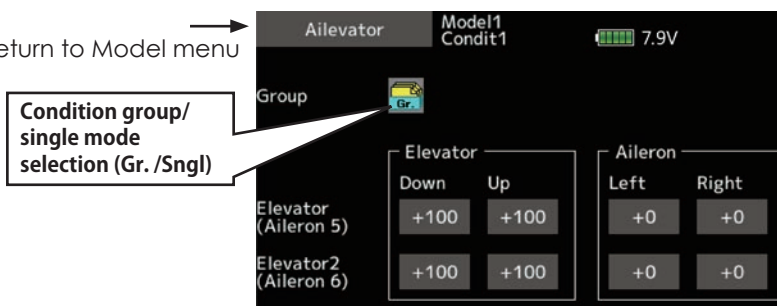 Ailevator
Model1
Condit1
7.9V
eturn to Model menu
Group
Gr.
Condition group/
single mode
selection (Gr. /Sngl)
Elevator
Aileron
Down Up Left Right
Elevator
(Aileron 5)
+100 +100 +0 +0
Elevator2
(Aileron 6)
+100 +100 +0 +0